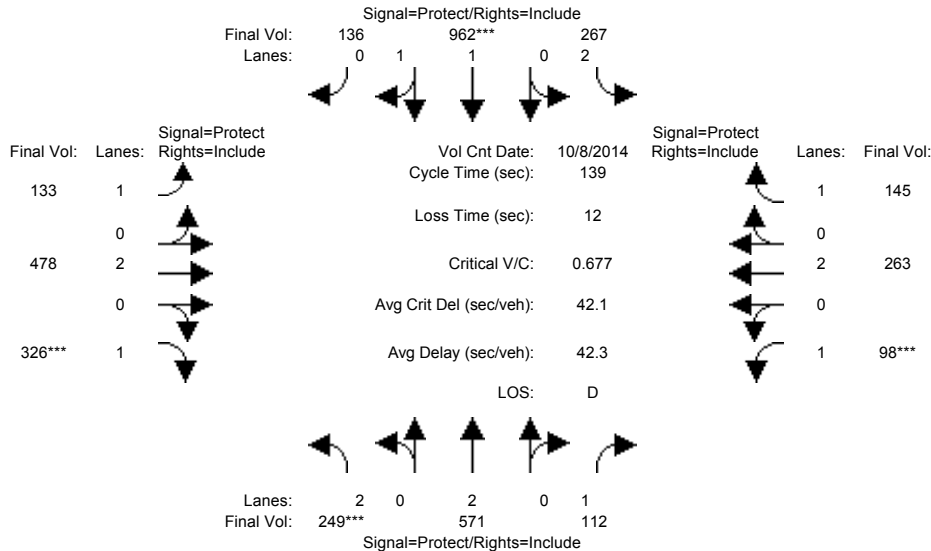 Signal=Protect/Rights=Include
Final Vol: 136 962*** 267
Lanes: 0 1 1 0 2
Signal=Protect Signal=Protect
Final Vol: Lanes: Rights=Include Vol Cnt Date: 10/8/2014 Rights=Include Lanes: Final Vol:
Cycle Time (sec): 139
133 1 1 145
Loss Time (sec): 12
0 0
478 2 Critical V/C: 0.677 2 263
0 Avg Crit Del (sec/veh): 42.1 0
326*** 1 Avg Delay (sec/veh): 42.3 1 98***
LOS: D
Lanes: 2 0 2 0 1
Final Vol: 249*** 571 112
Signal=Protect/Rights=Include